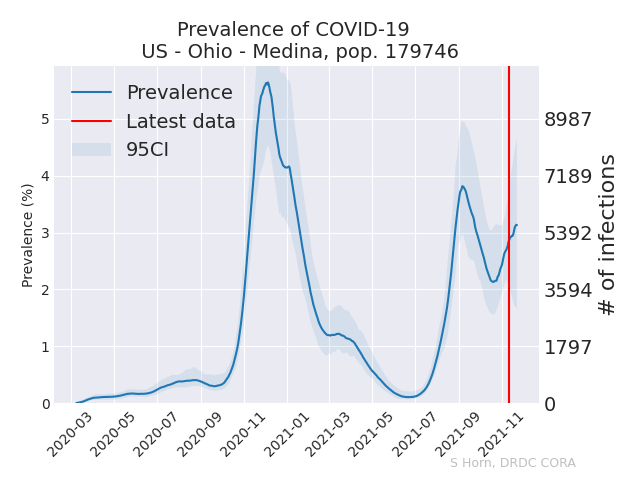 Prevalence of COVID-19
US - Ohio - Medina, pop. 179746
Prevalence
Latest data
95CI
Prevalence (%)
5
4
3
2
1
0
8987
7189
5392
3594
1797
0
# of infections
2020-03
2020-05
2020-07
2020-09
2020-11
2021-01
2021-03
2021-05
2021-07
2021-09
2021-11
S Horn, DRDC CORA